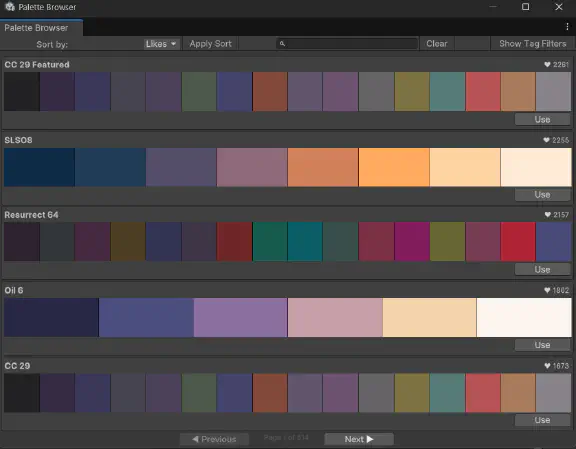 Palette Browser
Palette Browser
Sort by: Likes Apply Sort Clear Show Tag Filters
CC 29 Featured ♥ 2261
Use
SLSO8 ♥ 2255
Use
Resurrect 64 ♥ 2157
Use
Oil 6 ♥ 1862
Use
CC 29 ♥ 1673
Use
◀ Previous Page 1 of 314 Next ▶